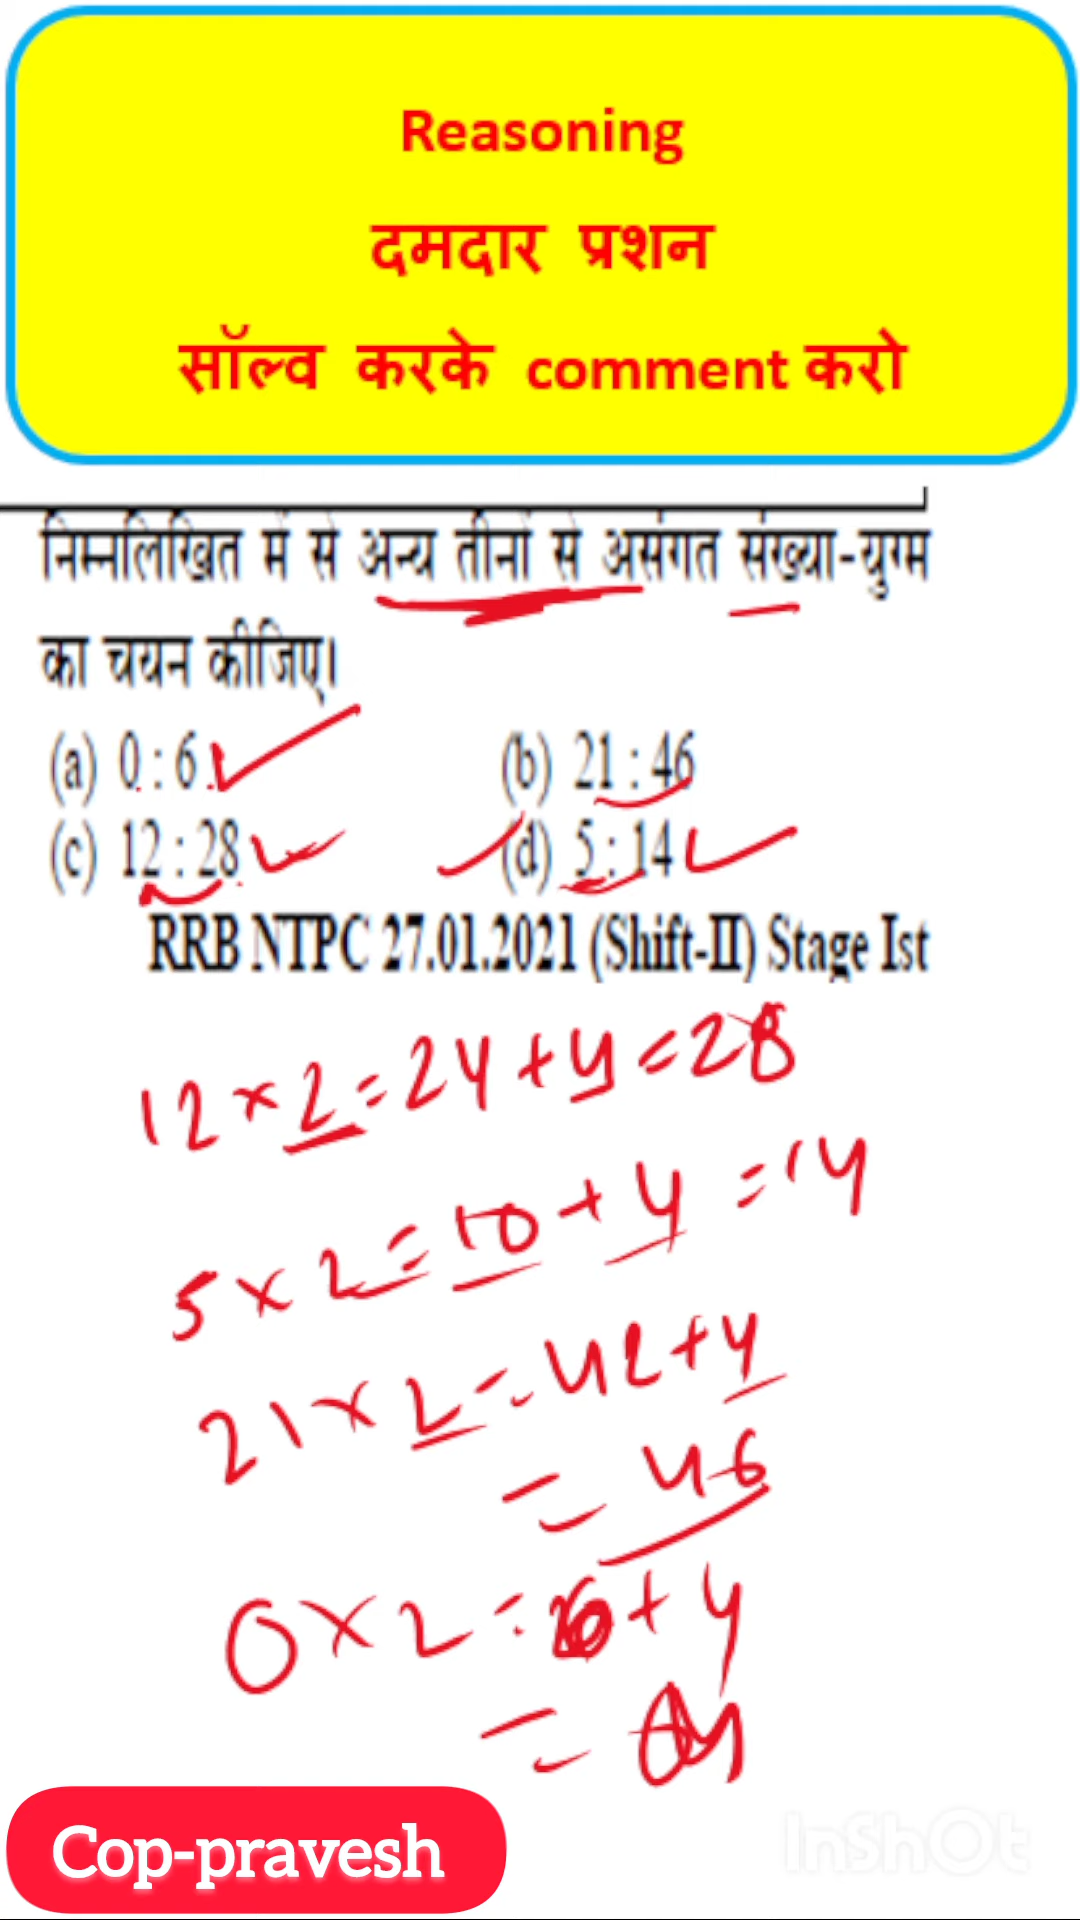 Reasoning
दमदार प्रशन
सॉल्व करके comment करो
निम्नलिखित में से अन्य तीनों से असंगत संख्या-युग्म
का चयन कीजिए।
(a) 0 : 6 (b) 21 : 46
(c) 12 : 28 (d) 5 : 14
RRB NTPC 27.01.2021 (Shift-II) Stage Ist
12 × 2 = 24 + 4 = 28
5 × 2 = 10 + 4 = 14
21 × 2 = 42 + 4
= 46
0 × 2 = + 4
=
Cop-pravesh
InShOt